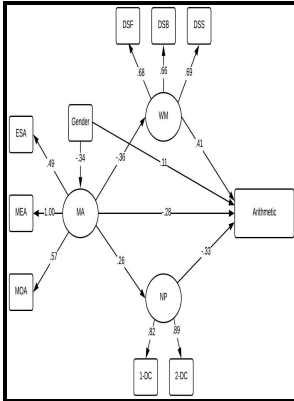 DSF DSB DSS
.68 .66 .69
WM
ESA
Gender
.49
-.34
-.36
.41
.11
MEA
1.00
MA
-.28
Arithmetic
MOA
.57
.26
-.33
NP
.82 .89
1-DC 2-DC